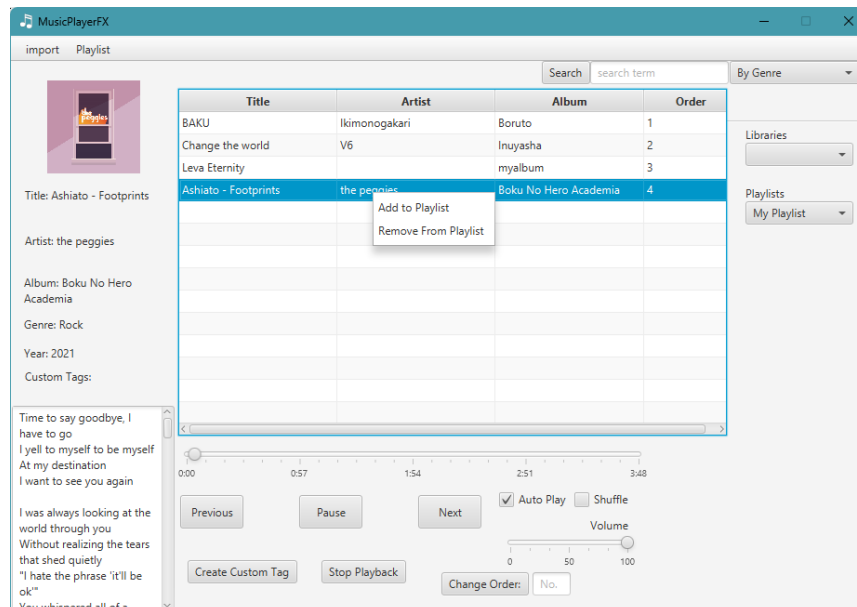 MusicPlayerFX
import Playlist
Search search term By Genre
the peggies
Title Artist Album Order
BAKU Ikimonogakari Boruto 1
Change the world V6 Inuyasha 2
Leva Eternity myalbum 3
Ashiato - Footprints the peggies Boku No Hero Academia 4
Add to Playlist
Remove From Playlist
Libraries
Playlists
My Playlist
Title: Ashiato - Footprints
Artist: the peggies
Album: Boku No Hero
Academia
Genre: Rock
Year: 2021
Custom Tags:
Time to say goodbye, I
have to go
I yell to myself to be myself
At my destination
I want to see you again
I was always looking at the
world through you
Without realizing the tears
that shed quietly
"I hate the phrase 'it'll be
ok'"
You whispered all of a
0:00 0:57 1:54 2:51 3:48
Previous Pause Next Auto Play Shuffle
Volume
0 50 100
Create Custom Tag Stop Playback
Change Order: No.